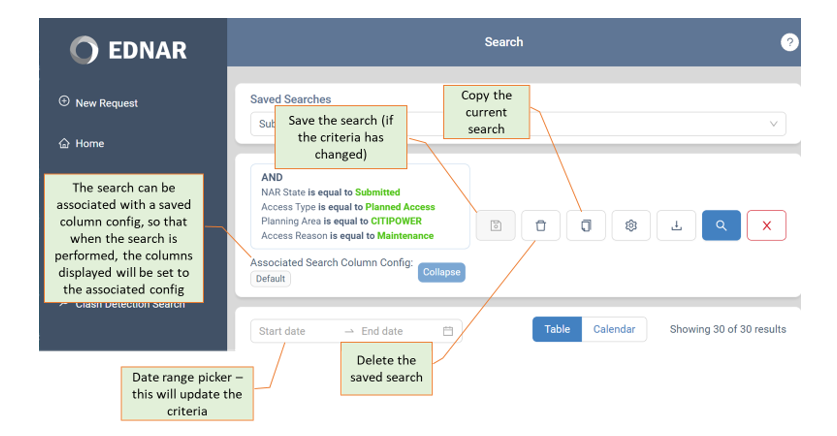 EDNAR
Search
?
New Request
Home
Clash Detection Search
Saved Searches
Sub
Copy the
current
search
Save the search (if
the criteria has
changed)
The search can be
associated with a saved
column config, so that
when the search is
performed, the columns
displayed will be set to
the associated config
AND
NAR State is equal to Submitted
Access Type is equal to Planned Access
Planning Area is equal to CITIPOWER
Access Reason is equal to Maintenance
Associated Search Column Config:
Default
Collapse
Start date
End date
Table
Calendar
Showing 30 of 30 results
Delete the
saved search
Date range picker –
this will update the
criteria